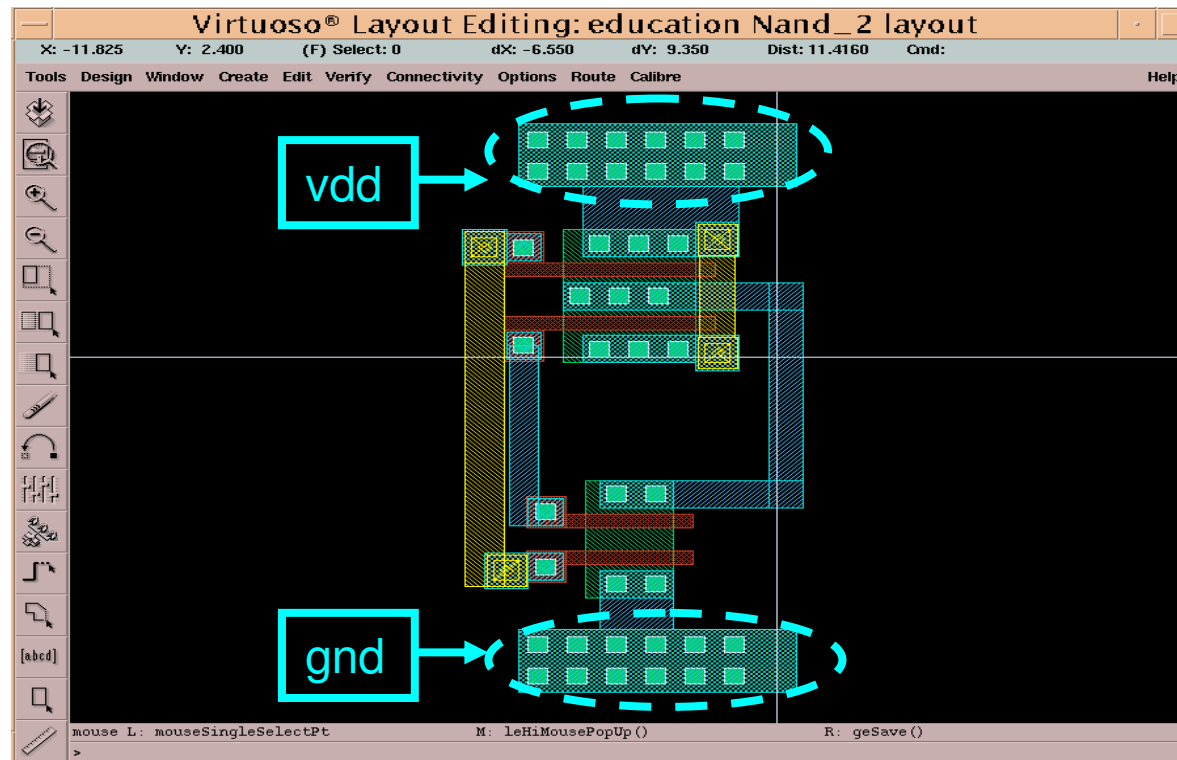 Virtuoso® Layout Editing: education Nand_2 layout
X: -11.825 Y: 2.400 (F) Select: 0 dX: -6.550 dY: 9.350 Dist: 11.4160 Cmd:
Tools Design Window Create Edit Verify Connectivity Options Route Calibre Help
vdd
gnd
[abcd]
mouse L: mouseSingleSelectPt M: leHiMousePopUp() R: geSave()
>